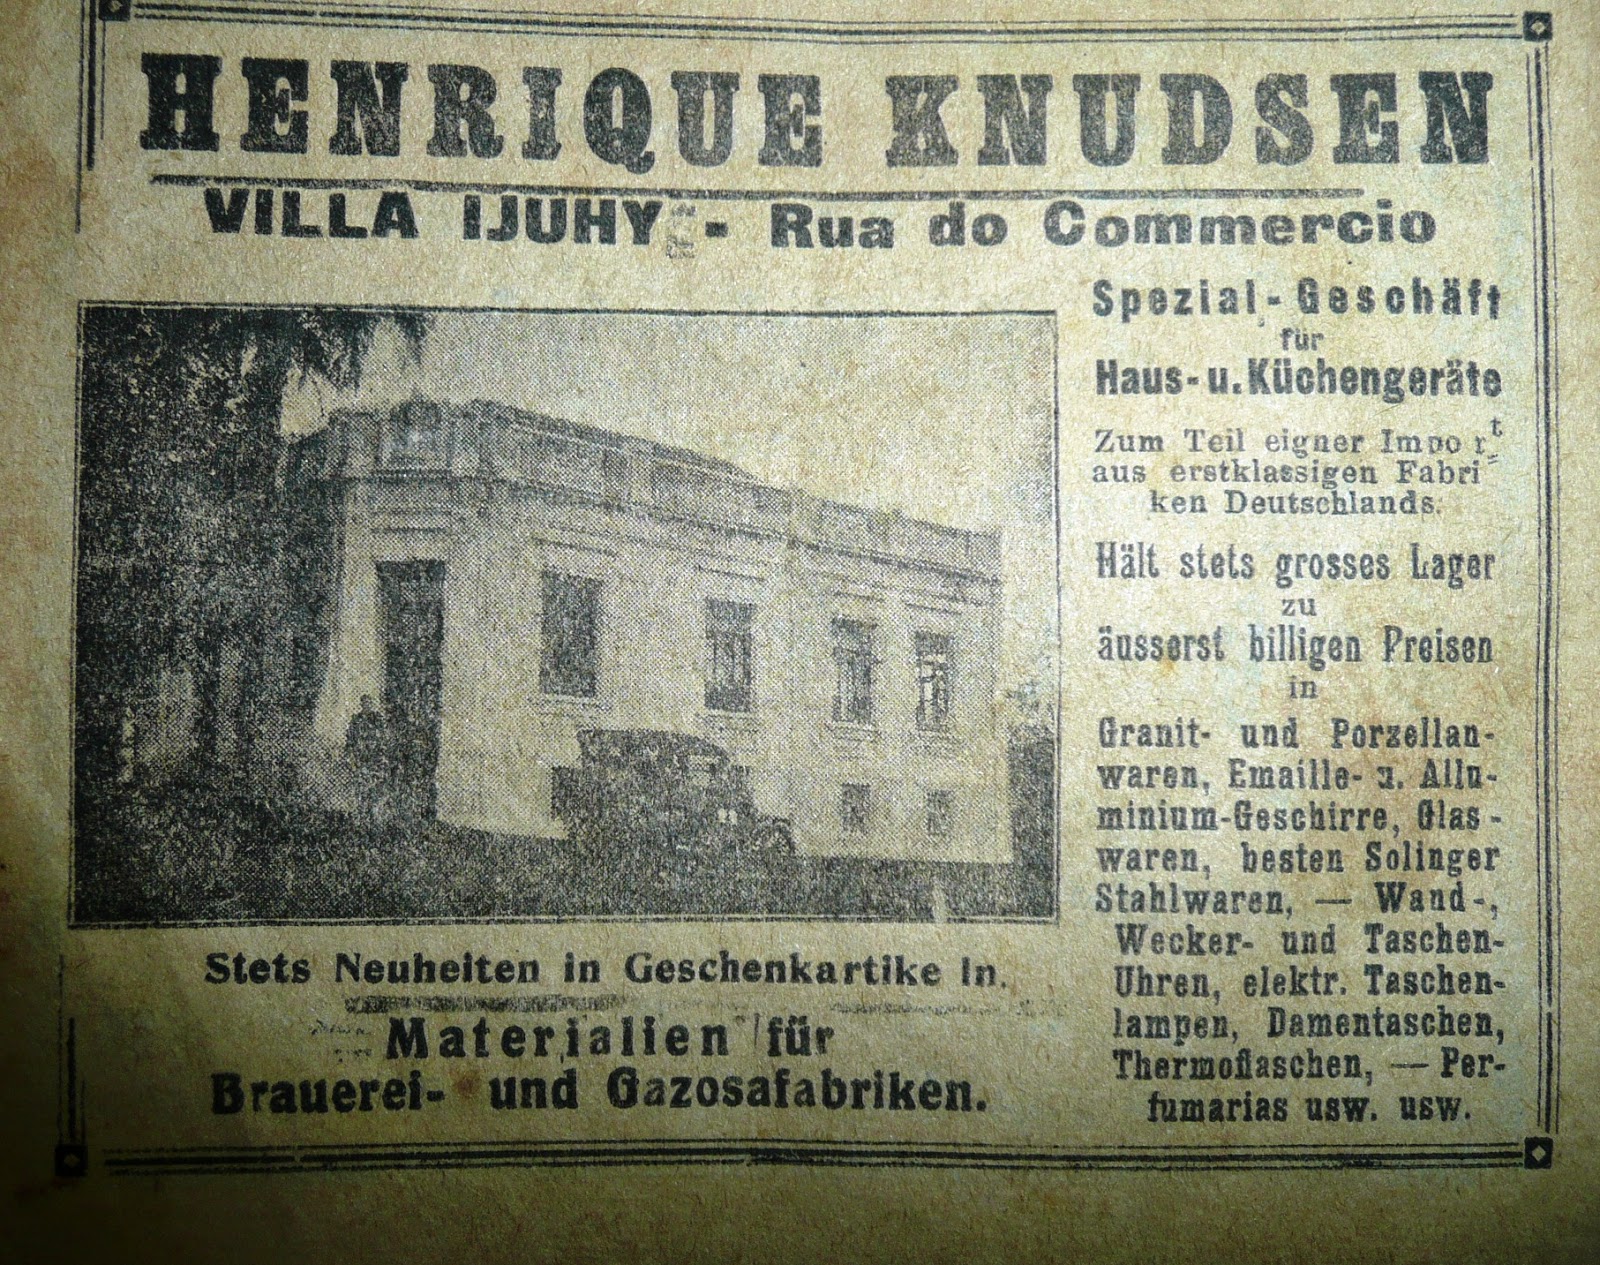 HENRIQUE KNUDSEN
VILLA IJUHY - Rua do Commercio
Spezial-Geschäft
für
Haus- u. Küchengeräte
Zum Teil eigner Import
aus erstklassigen Fabri-
ken Deutschlands.
Hält stets grosses Lager
zu
äusserst billigen Preisen
in
Granit- und Porzellan-
waren, Emaille- u. Allu-
minium-Geschirre, Glas-
waren, besten Solinger
Stahlwaren, — Wand-,
Wecker- und Taschen-
Uhren, elektr. Taschen-
lampen, Damentaschen,
Thermoflaschen, — Per-
fumarias usw. usw.
Stets Neuheiten in Geschenkartike ln.
Materialien für
Brauerei- und Gazosafabriken.